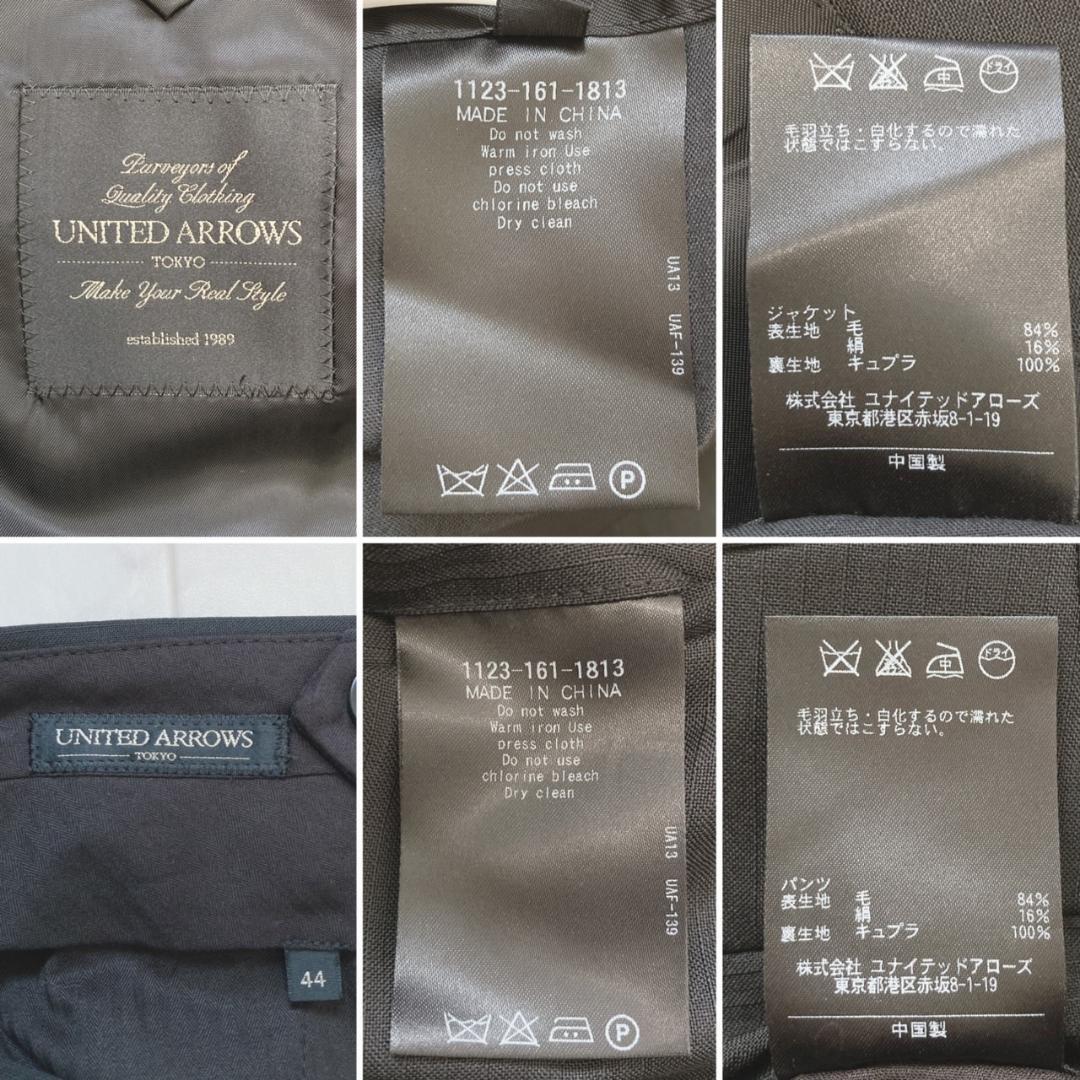 Purveyors of
Quality Clothing
UNITED ARROWS
TOKYO
Make Your Real Style
established 1989
1123-161-1813
MADE IN CHINA
Do not wash
Warm iron Use
press cloth
Do not use
chlorine bleach
Dry clean
UA13 UAF-139
P
ドライ
毛羽立ち・白化するので濡れた
状態ではこすらない。
ジャケット
表生地 毛 84%
絹 16%
裏生地 キュプラ 100%
株式会社 ユナイテッドアローズ
東京都港区赤坂8-1-19
中国製
UNITED ARROWS
TOKYO
44
1123-161-1813
MADE IN CHINA
Do not wash
Warm iron Use
press cloth
Do not use
chlorine bleach
Dry clean
UA13 UAF-139
P
ドライ
毛羽立ち・白化するので濡れた
状態ではこすらない。
パンツ
表生地 毛 84%
絹 16%
裏生地 キュプラ 100%
株式会社 ユナイテッドアローズ
東京都港区赤坂8-1-19
中国製